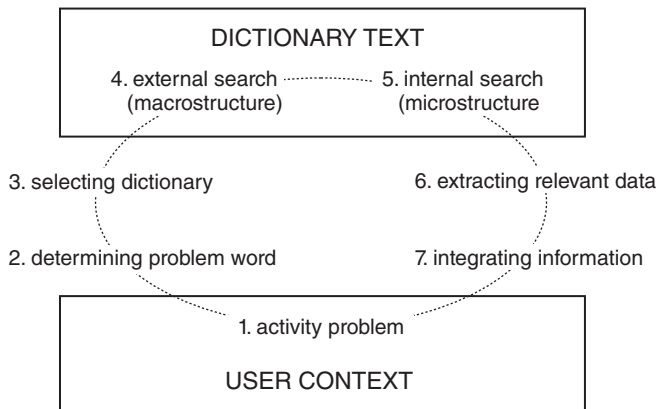 DICTIONARY TEXT
4. external search
(macrostructure)
5. internal search
(microstructure
3. selecting dictionary
6. extracting relevant data
2. determining problem word
7. integrating information
1. activity problem
USER CONTEXT